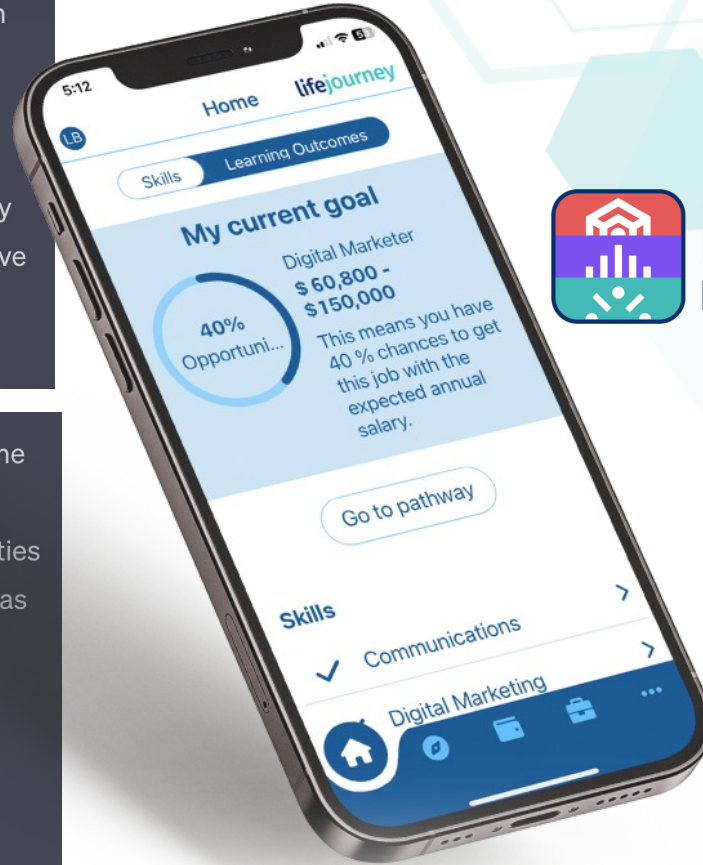 y
ve
ne
ties
as
5:12
LB
Home
lifejourney
Skills
Learning Outcomes
My current goal
40%
Opportuni...
Digital Marketer
$ 60,800 -
$150,000
This means you have
40 % chances to get
this job with the
expected annual
salary.
Go to pathway
Skills
Communications
Digital Marketing